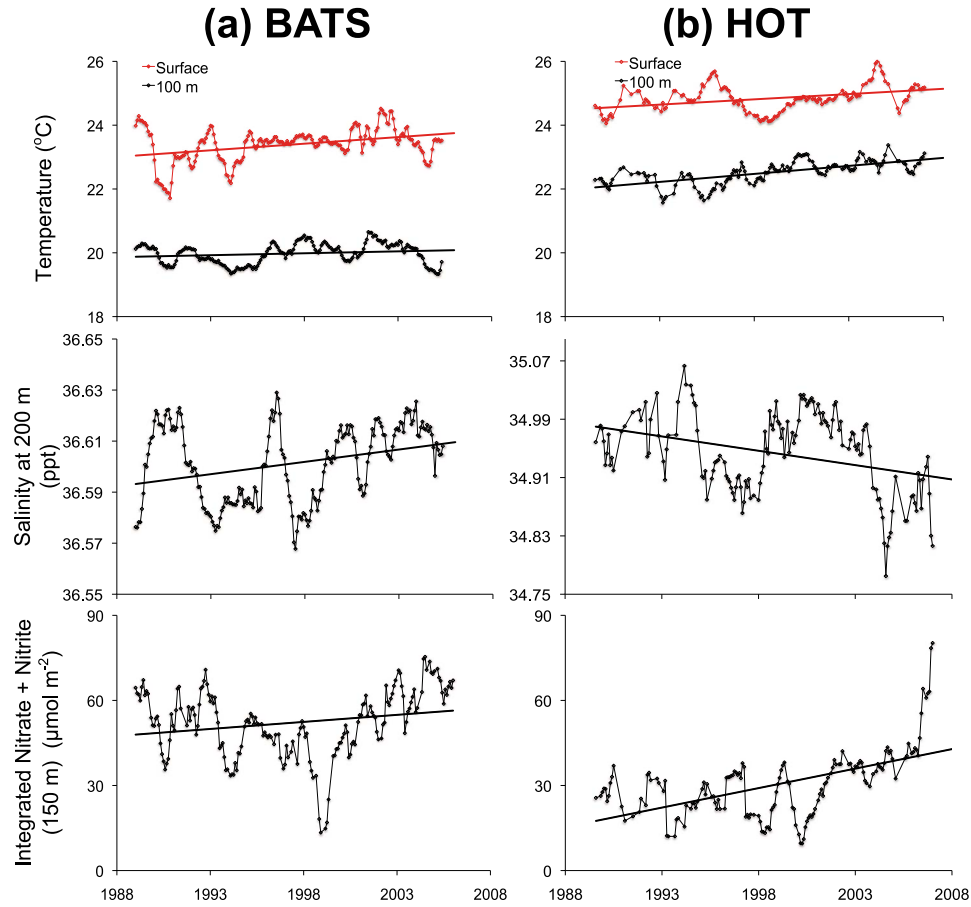 (a) BATS
(b) HOT
Temperature (°C)
26
24
22
20
18
Surface
100 m
26
24
22
20
18
Surface
100 m
Salinity at 200 m
(ppt)
36.65
36.63
36.61
36.59
36.57
36.55
35.07
34.99
34.91
34.83
34.75
Integrated Nitrate + Nitrite
(150 m) (µmol m⁻²)
90
60
30
0
1988 1993 1998 2003 2008
90
60
30
0
1988 1993 1998 2003 2008